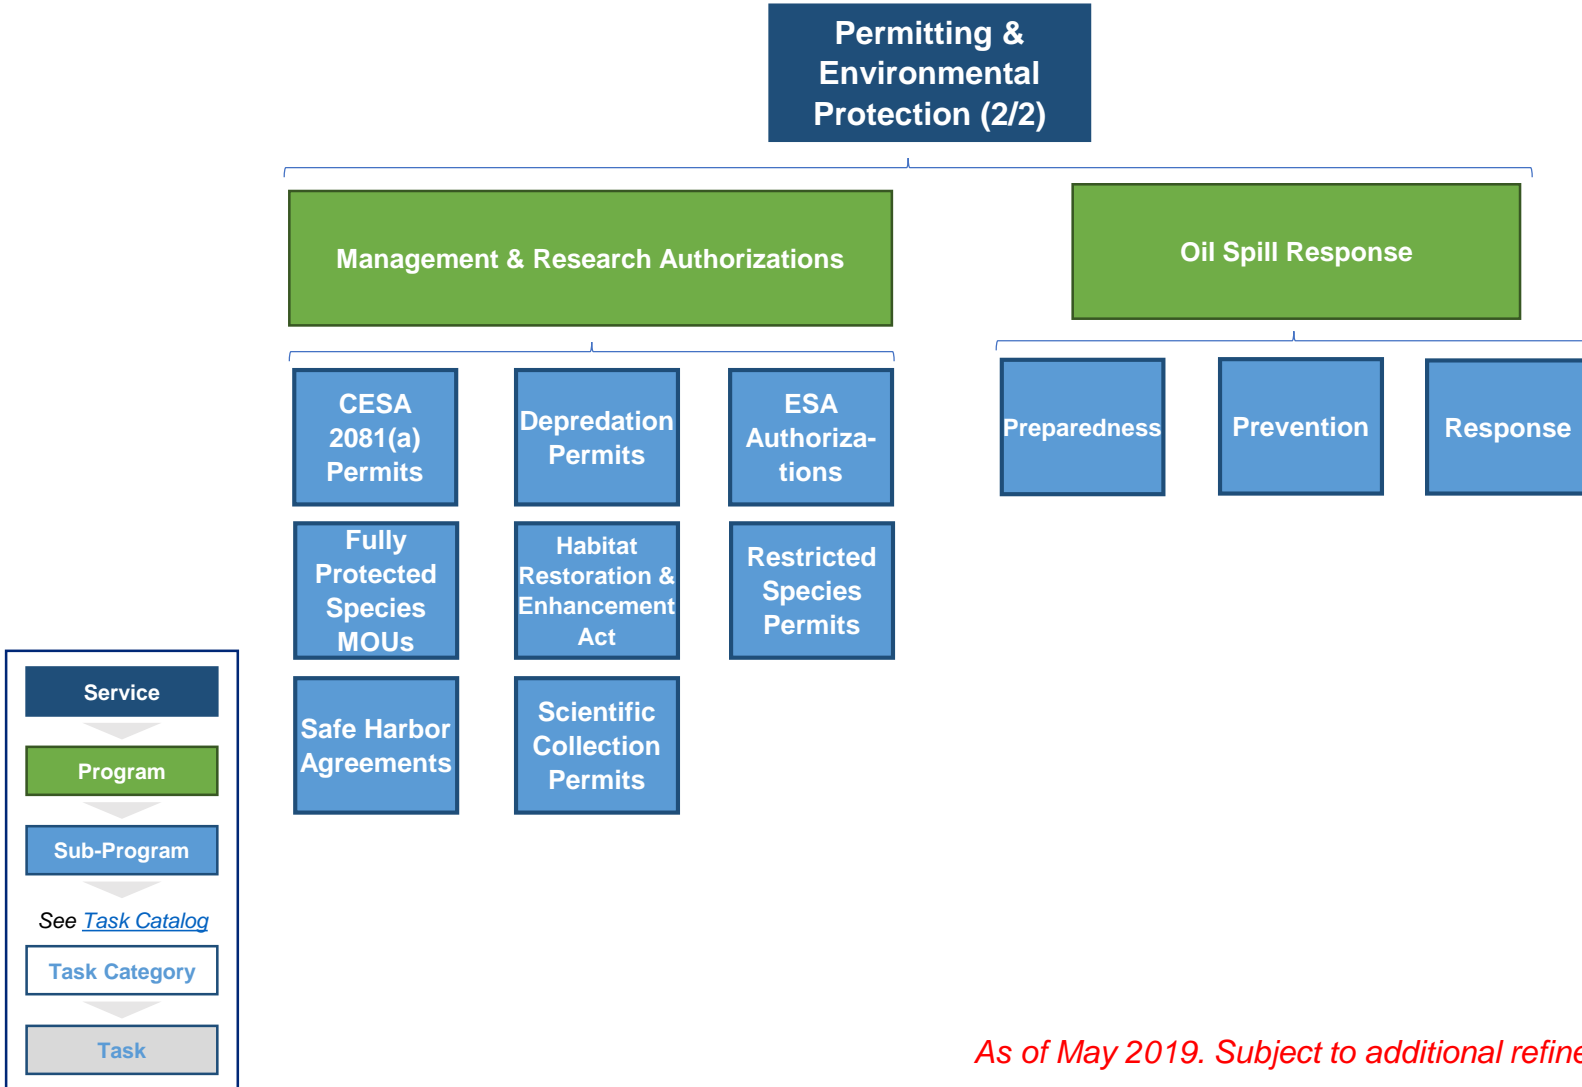 Permitting &
Environmental
Protection (2/2)
Management & Research Authorizations
Oil Spill Response
CESA
2081(a)
Permits
Depredation
Permits
ESA
Authoriza-
tions
Preparedness
Prevention
Response
Fully
Protected
Species
MOUs
Habitat
Restoration &
Enhancement
Act
Restricted
Species
Permits
Safe Harbor
Agreements
Scientific
Collection
Permits
Service
Program
Sub-Program
See Task Catalog
Task Category
Task
As of May 2019. Subject to additional refine